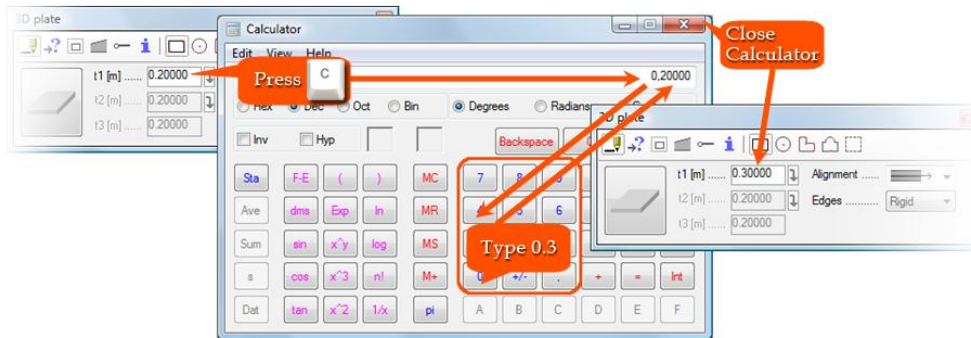 3D plate
t1 [m] ...... 0.20000
t2 [m] ...... 0.20000
t3 [m] ...... 0.20000
Press C
Calculator
Edit View Help
0,20000
Hex Dec Oct Bin Degrees Radians
Inv Hyp Backspace
Sta F-E ( ) MC 7 8
Ave dms Exp ln MR 5 6
Sum sin x^y log MS
s cos x^3 n! M+ 0 +/- , + = Int
Dat tan x^2 1/x pi A B C D E F
Type 0.3
Close
Calculator
3D plate
t1 [m] ...... 0.30000 Alignment ......
t2 [m] ...... 0.20000 Edges .......... Rigid
t3 [m] ...... 0.20000